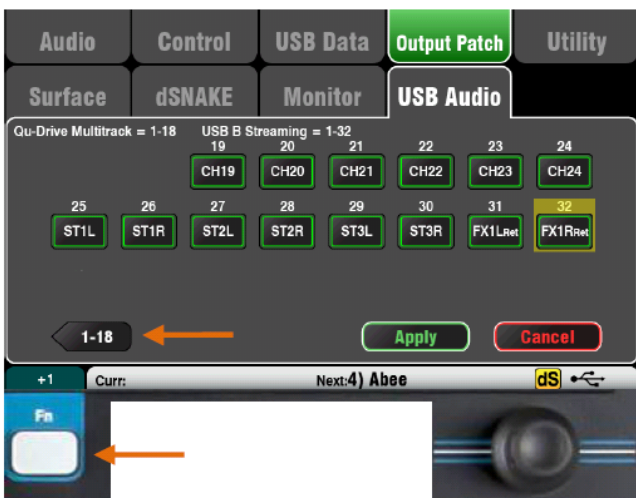 Audio Control USB Data Output Patch Utility
Surface dSNAKE Monitor USB Audio
Qu-Drive Multitrack = 1-18 USB B Streaming = 1-32
19 20 21 22 23 24
CH19 CH20 CH21 CH22 CH23 CH24
25 26 27 28 29 30 31 32
ST1L ST1R ST2L ST2R ST3L ST3R FX1LRet FX1RRet
1-18 Apply Cancel
+1 Curr: Next:4) Abee dS
Fn